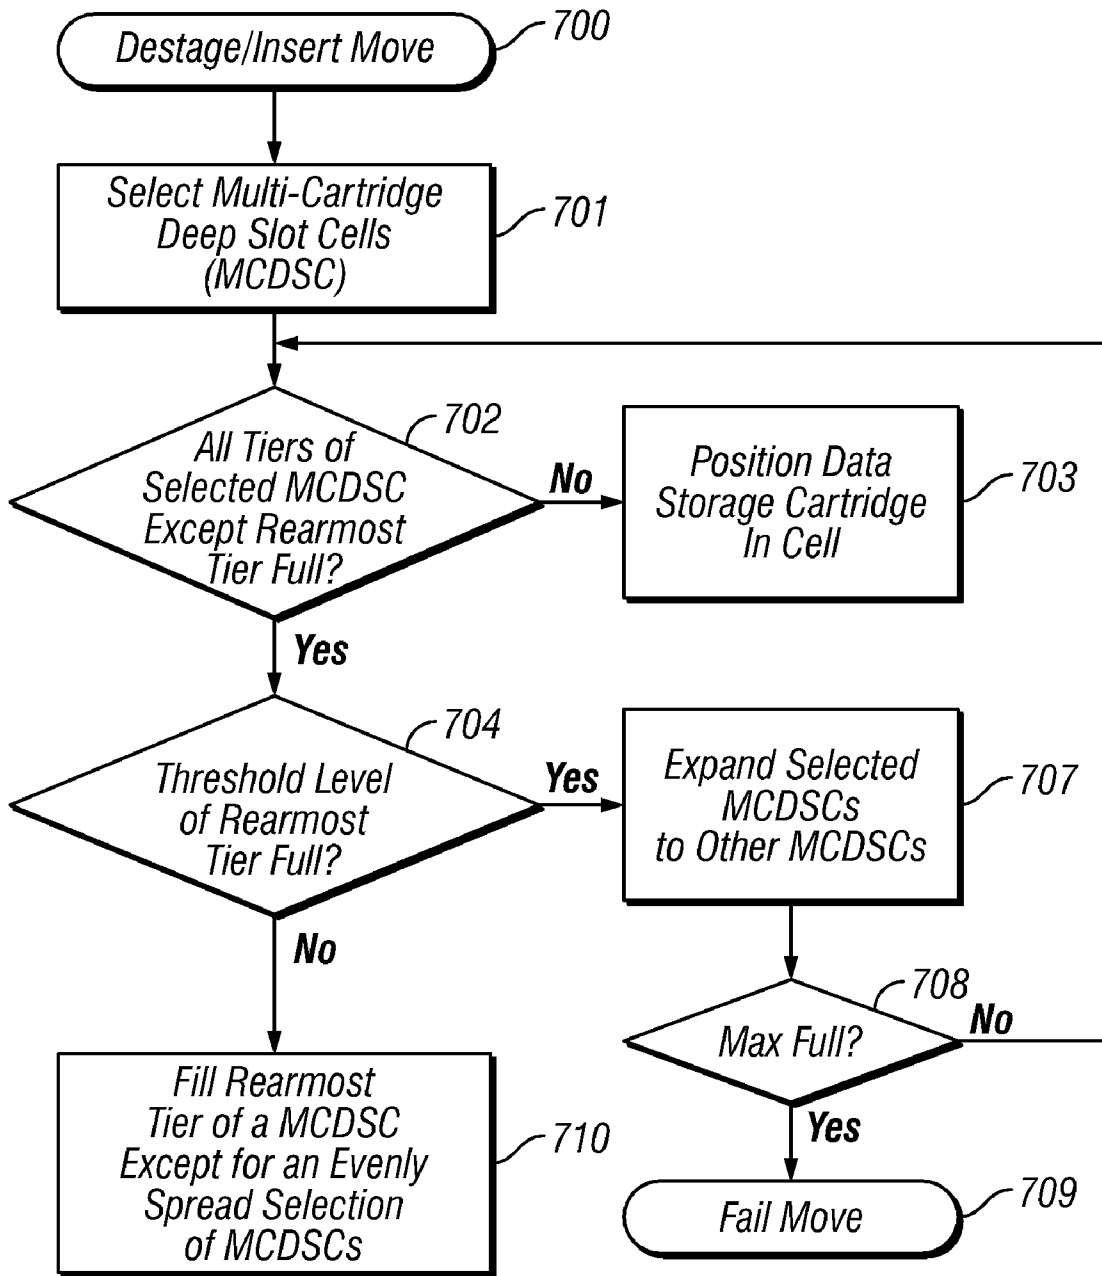 Destage/Insert Move
700
Select Multi-Cartridge
Deep Slot Cells
(MCDSC)
701
All Tiers of
Selected MCDSC
Except Rearmost
Tier Full?
702
No
Position Data
Storage Cartridge
In Cell
703
Yes
Threshold Level
of Rearmost
Tier Full?
704
Yes
Expand Selected
MCDSCs
to Other MCDSCs
707
No
Max Full?
708
No
Fill Rearmost
Tier of a MCDSC
Except for an Evenly
Spread Selection
of MCDSCs
710
Yes
Fail Move
709